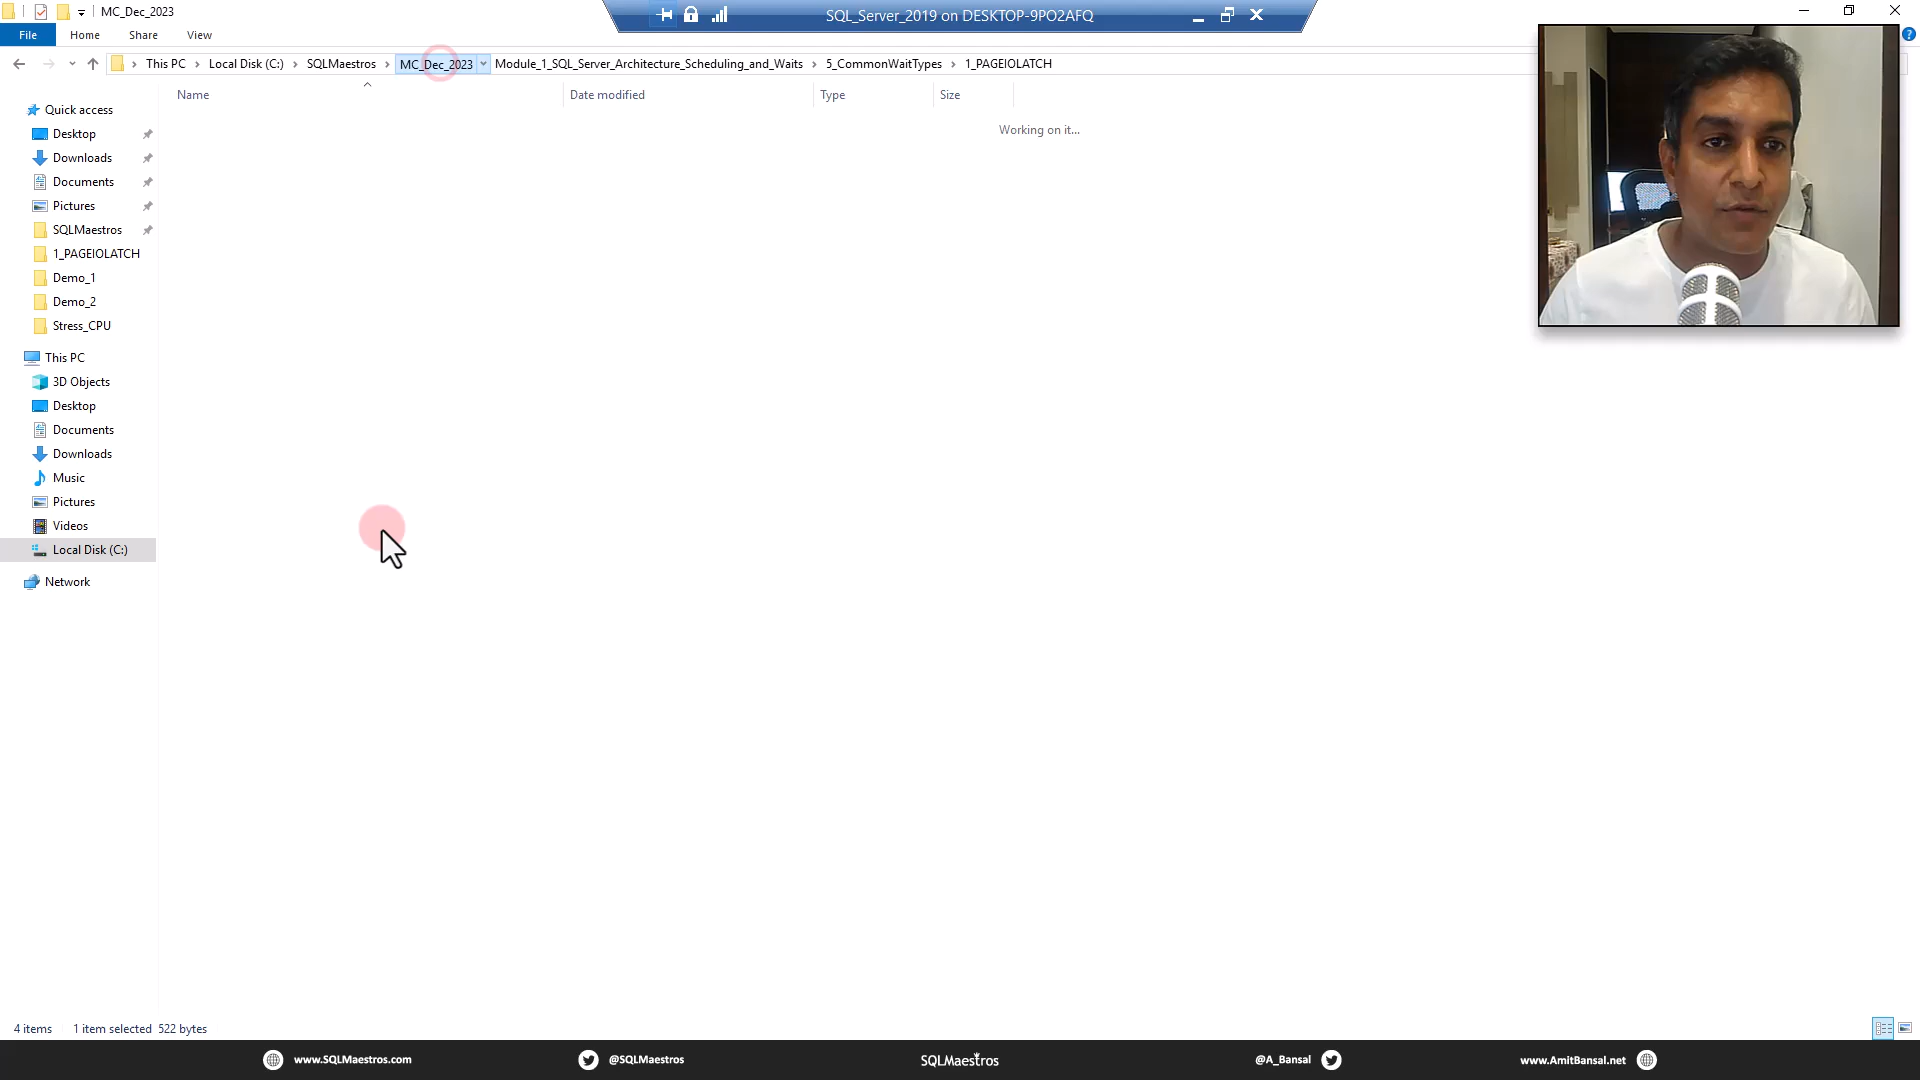 MC_Dec_2023
SQL_Server_2019 on DESKTOP-9PO2AFQ
File Home Share View
This PC Local Disk (C:) SQLMaestros MC_Dec_2023 Module_1_SQL_Server_Architecture_Scheduling_and_Waits 5_CommonWaitTypes 1_PAGEIOLATCH
Name Date modified Type Size
Working on it...
Quick access
Desktop
Downloads
Documents
Pictures
SQLMaestros
1_PAGEIOLATCH
Demo_1
Demo_2
Stress_CPU
This PC
3D Objects
Desktop
Documents
Downloads
Music
Pictures
Videos
Local Disk (C:)
Network
4 items 1 item selected 522 bytes
www.SQLMaestros.com @SQLMaestros SQLMaestros @A_Bansal www.AmitBansal.net